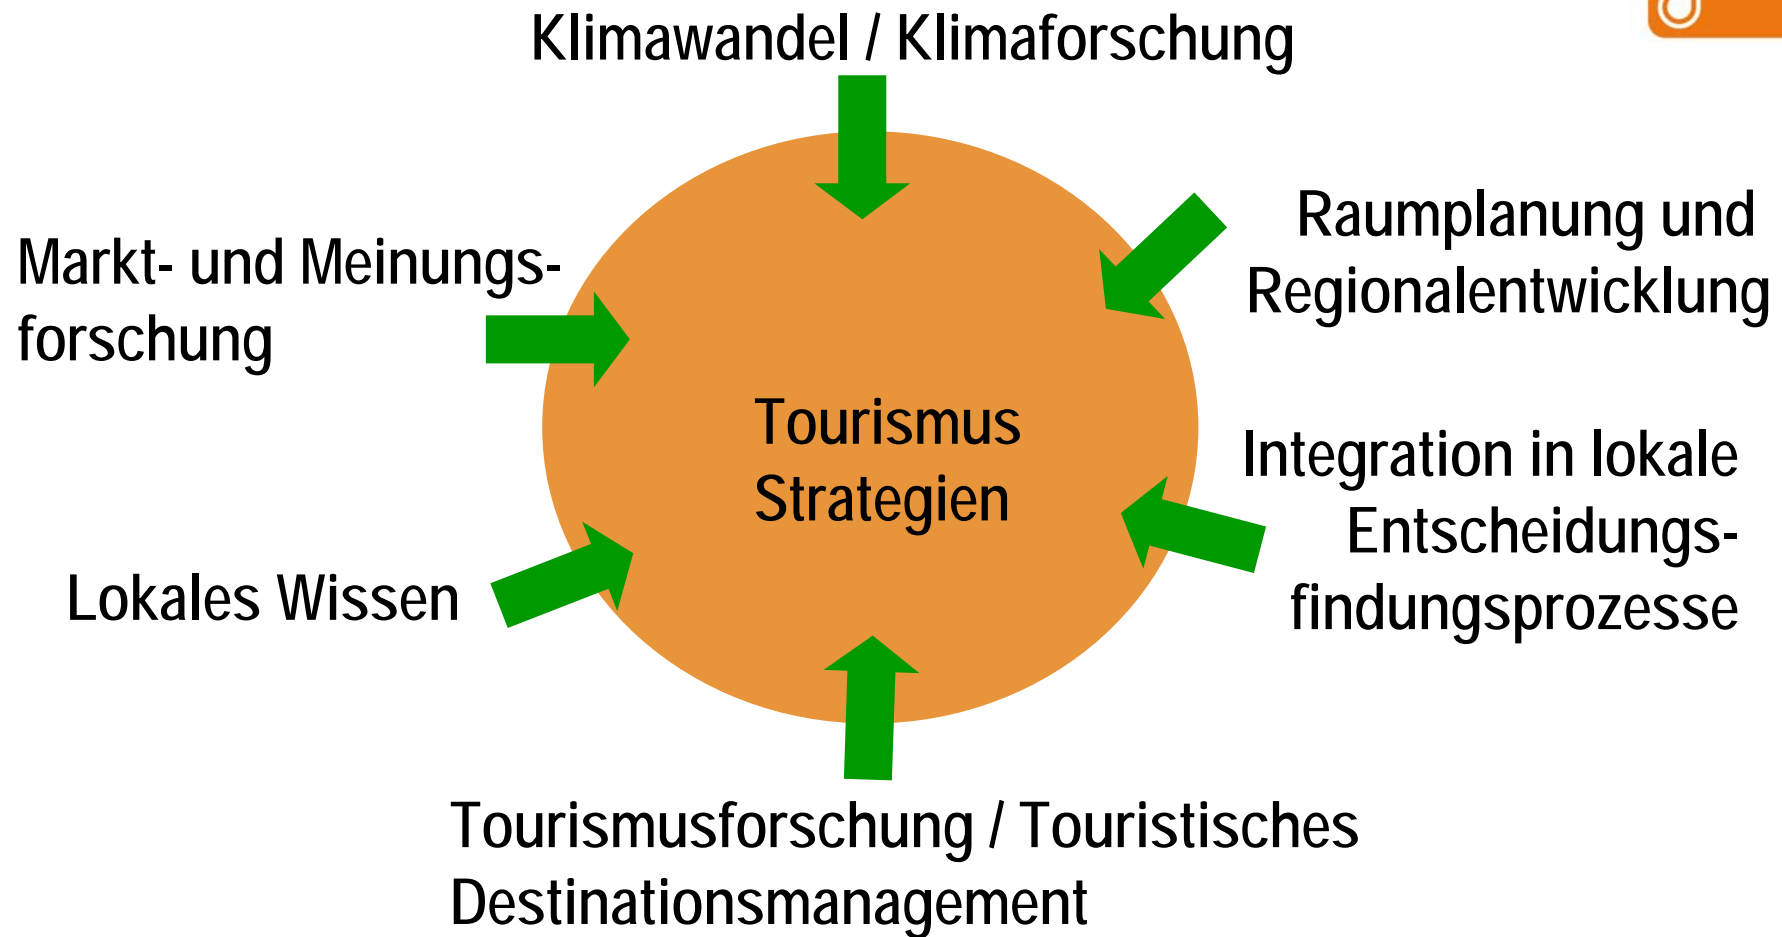 Klimawandel / Klimaforschung
Markt- und Meinungs-
forschung
Raumplanung und
Regionalentwicklung
Tourismus
Strategien
Integration in lokale
Entscheidungs-
findungsprozesse
Lokales Wissen
Tourismusforschung / Touristisches
Destinationsmanagement